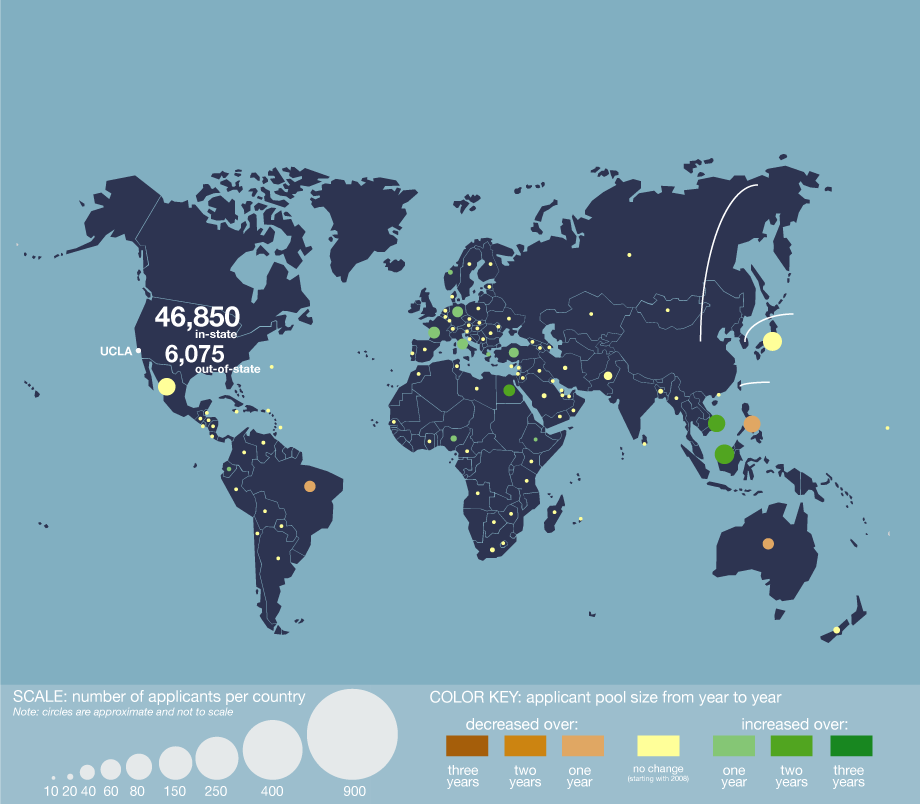 46,850
in-state
UCLA
6,075
out-of-state
SCALE: number of applicants per country
Note: circles are approximate and not to scale
10 20 40 60 80 150 250 400 900
COLOR KEY: applicant pool size from year to year
decreased over:
increased over:
three years
two years
one year
no change
(starting with 2008)
one year
two years
three years